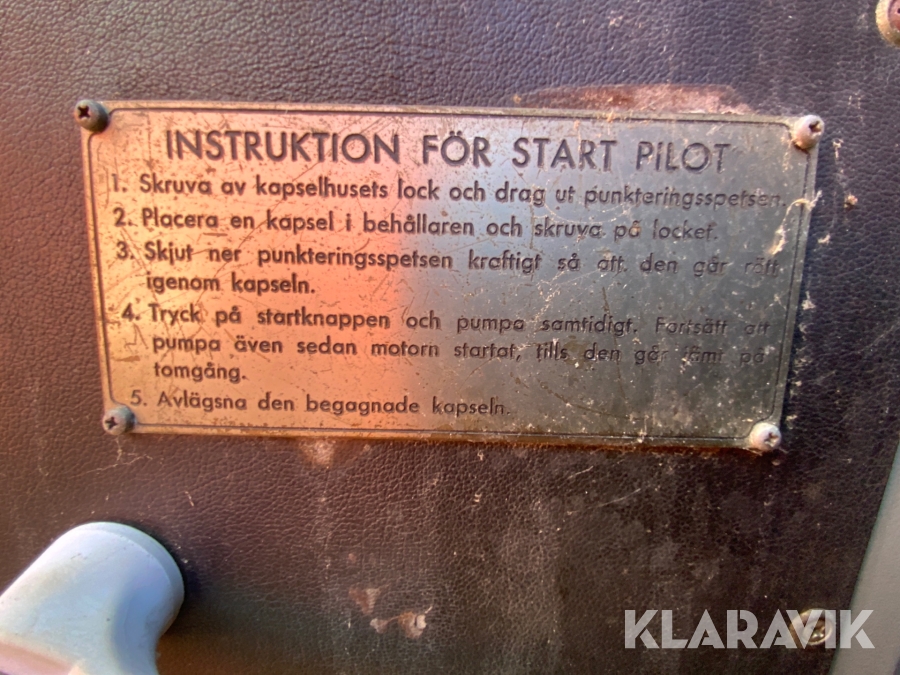 INSTRUKTION FÖR START PILOT
1. Skruva av kapselhusets lock och drag ut punkteringsspetsen.
2. Placera en kapsel i behållaren och skruva på locket.
3. Skjut ner punkteringsspetsen kraftigt så att den går rätt
igenom kapseln.
4. Tryck på startknappen och pumpa samtidigt. Fortsätt att
pumpa även sedan motorn startat, tills den går jämt på
tomgång.
5. Avlägsna den begagnade kapseln.
KLARAVIK